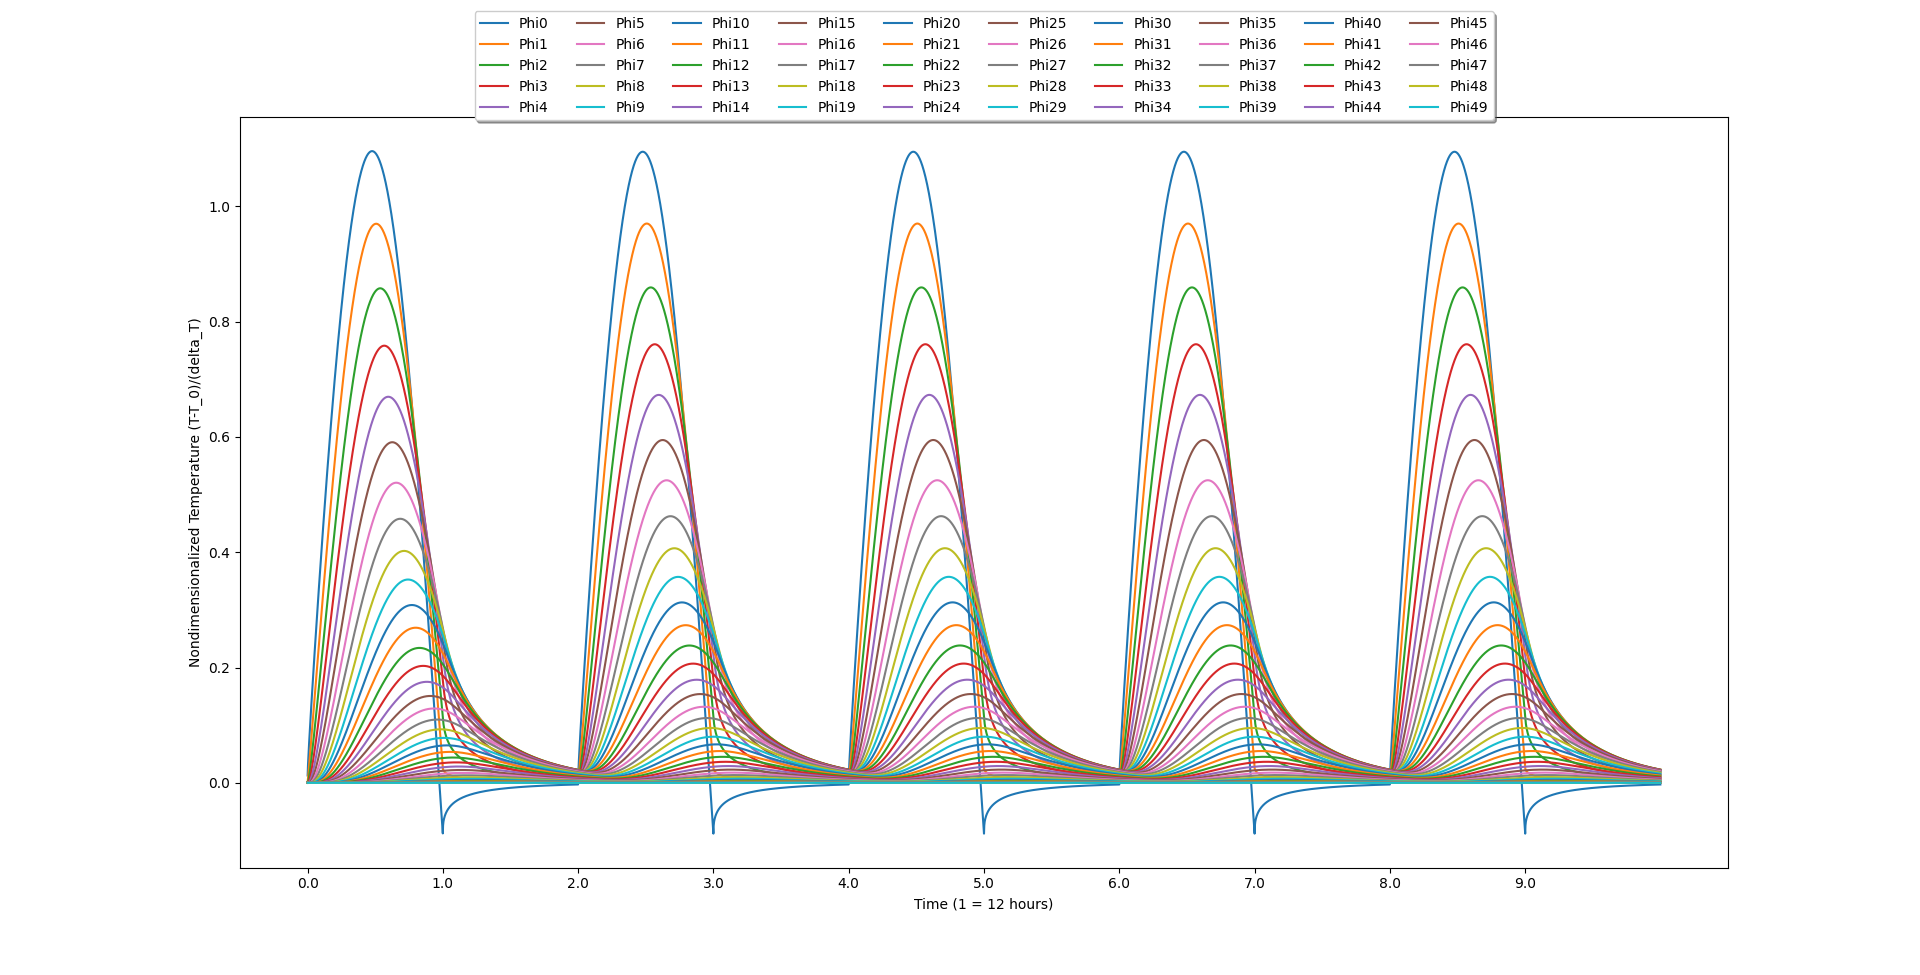 Phi0 Phi5 Phi10 Phi15 Phi20 Phi25 Phi30 Phi35 Phi40 Phi45
Phi1 Phi6 Phi11 Phi16 Phi21 Phi26 Phi31 Phi36 Phi41 Phi46
Phi2 Phi7 Phi12 Phi17 Phi22 Phi27 Phi32 Phi37 Phi42 Phi47
Phi3 Phi8 Phi13 Phi18 Phi23 Phi28 Phi33 Phi38 Phi43 Phi48
Phi4 Phi9 Phi14 Phi19 Phi24 Phi29 Phi34 Phi39 Phi44 Phi49
Nondimensionalized Temperature (T-T_0)/(delta_T)
1.0
0.8
0.6
0.4
0.2
0.0
0.0 1.0 2.0 3.0 4.0 5.0 6.0 7.0 8.0 9.0
Time (1 = 12 hours)